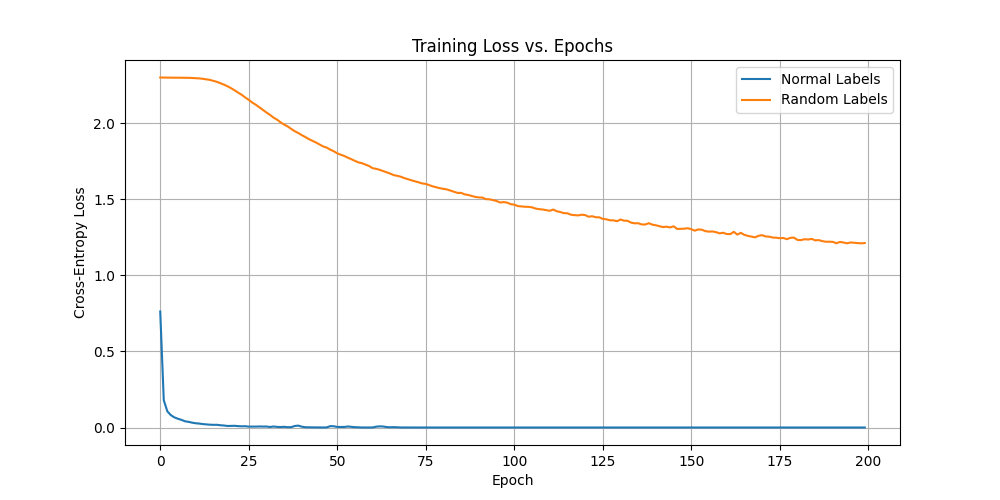 Training Loss vs. Epochs
Normal Labels
Random Labels
Cross-Entropy Loss
2.0
1.5
1.0
0.5
0.0
0 25 50 75 100 125 150 175 200
Epoch